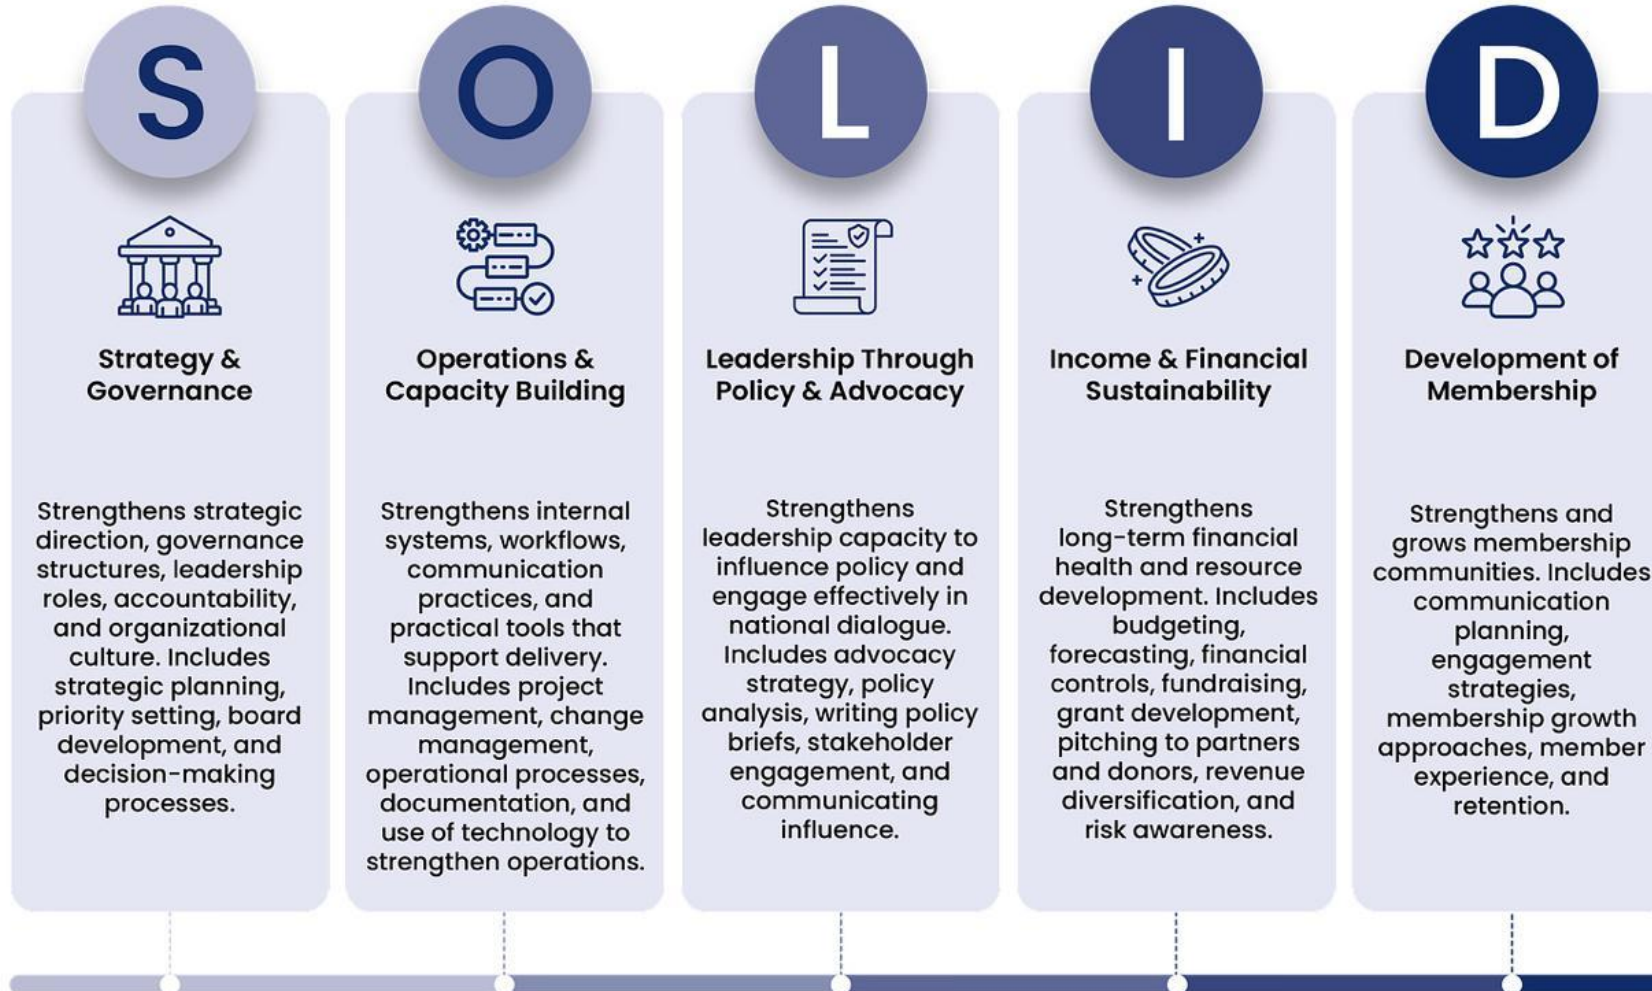 S
Strategy &
Governance
Strengthens strategic
direction, governance
structures, leadership
roles, accountability,
and organizational
culture. Includes
strategic planning,
priority setting, board
development, and
decision-making
processes.
O
Operations &
Capacity Building
Strengthens internal
systems, workflows,
communication
practices, and
practical tools that
support delivery.
Includes project
management, change
management,
operational processes,
documentation, and
use of technology to
strengthen operations.
L
Leadership Through
Policy & Advocacy
Strengthens
leadership capacity to
influence policy and
engage effectively in
national dialogue.
Includes advocacy
strategy, policy
analysis, writing policy
briefs, stakeholder
engagement, and
communicating
influence.
I
Income & Financial
Sustainability
Strengthens
long-term financial
health and resource
development. Includes
budgeting,
forecasting, financial
controls, fundraising,
grant development,
pitching to partners
and donors, revenue
diversification, and
risk awareness.
D
Development of
Membership
Strengthens and
grows membership
communities. Includes
communication
planning,
engagement
strategies,
membership growth
approaches, member
experience, and
retention.